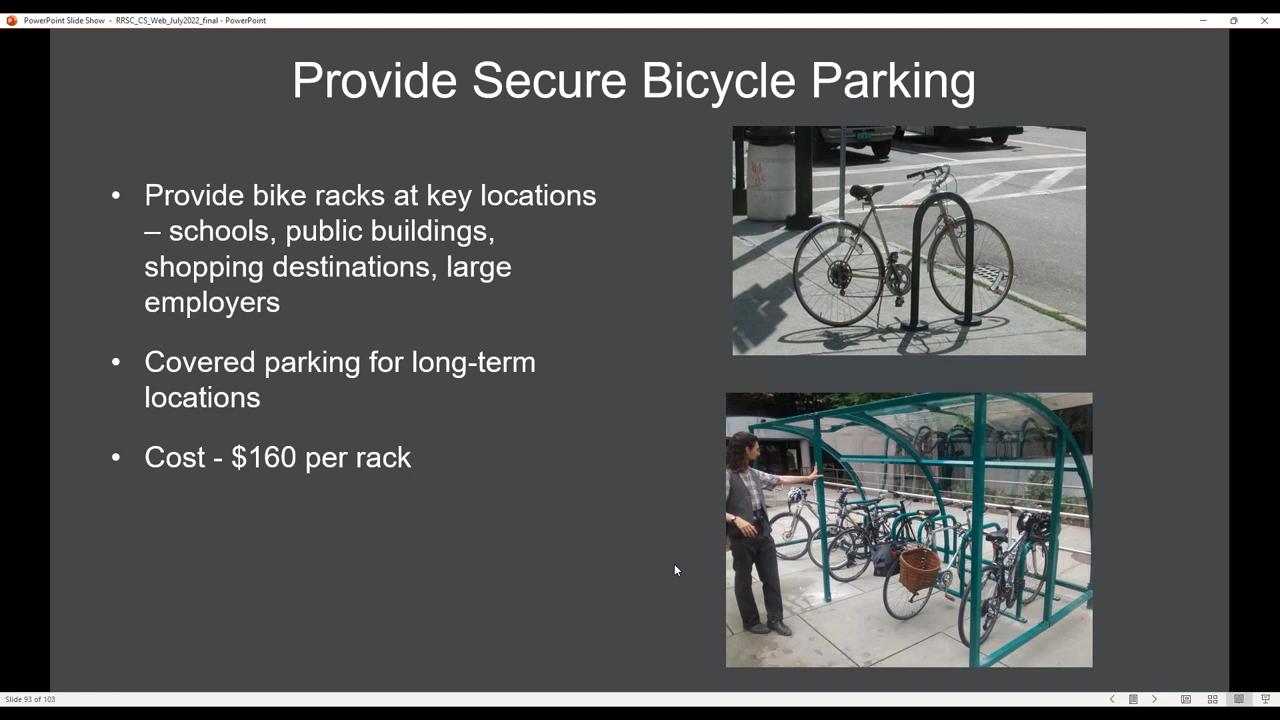 PowerPoint Slide Show - RRSC_CS_Web_July2022_final - PowerPoint
Provide Secure Bicycle Parking
• Provide bike racks at key locations
– schools, public buildings,
shopping destinations, large
employers
• Covered parking for long-term
locations
• Cost - $160 per rack
Slide 93 of 103